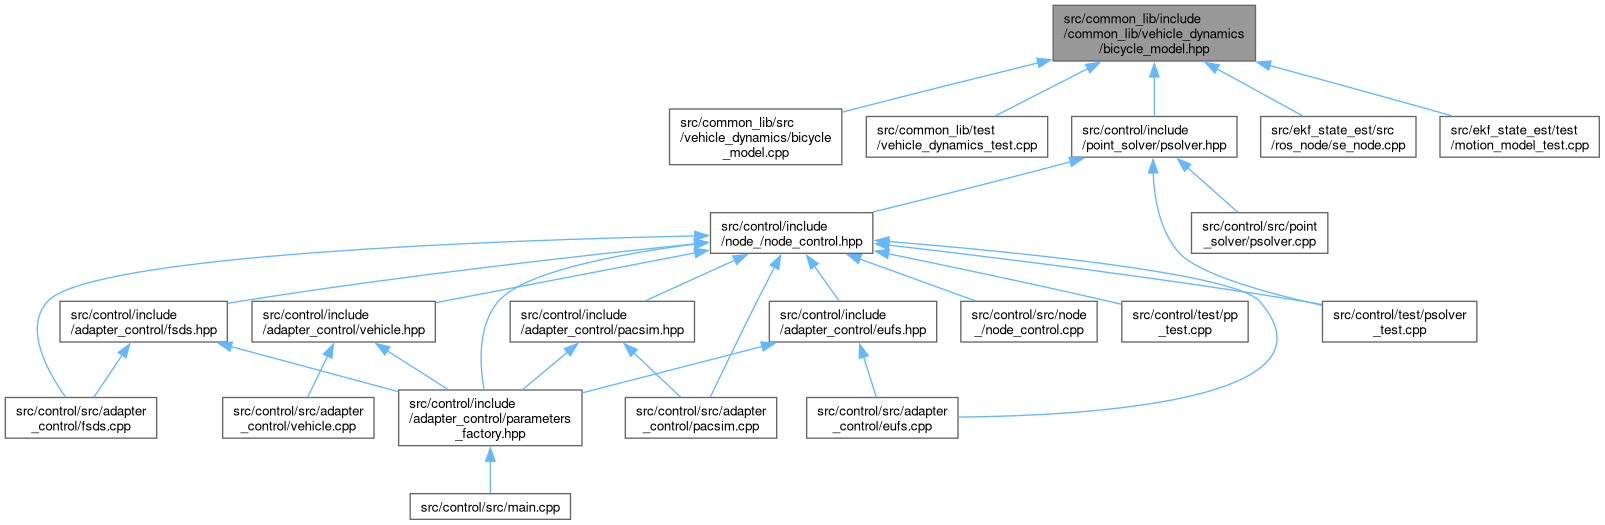 src/common_lib/include
/common_lib/vehicle_dynamics
/bicycle_model.hpp
src/common_lib/src
/vehicle_dynamics/bicycle
_model.cpp
src/common_lib/test
/vehicle_dynamics_test.cpp
src/control/include
/point_solver/psolver.hpp
src/ekf_state_est/src
/ros_node/se_node.cpp
src/ekf_state_est/test
/motion_model_test.cpp
src/control/include
/node_/node_control.hpp
src/control/src/point
_solver/psolver.cpp
src/control/include
/adapter_control/fsds.hpp
src/control/include
/adapter_control/vehicle.hpp
src/control/include
/adapter_control/pacsim.hpp
src/control/include
/adapter_control/eufs.hpp
src/control/src/node
_/node_control.cpp
src/control/test/pp
_test.cpp
src/control/test/psolver
_test.cpp
src/control/src/adapter
_control/fsds.cpp
src/control/src/adapter
_control/vehicle.cpp
src/control/include
/adapter_control/parameters
_factory.hpp
src/control/src/adapter
_control/pacsim.cpp
src/control/src/adapter
_control/eufs.cpp
src/control/src/main.cpp